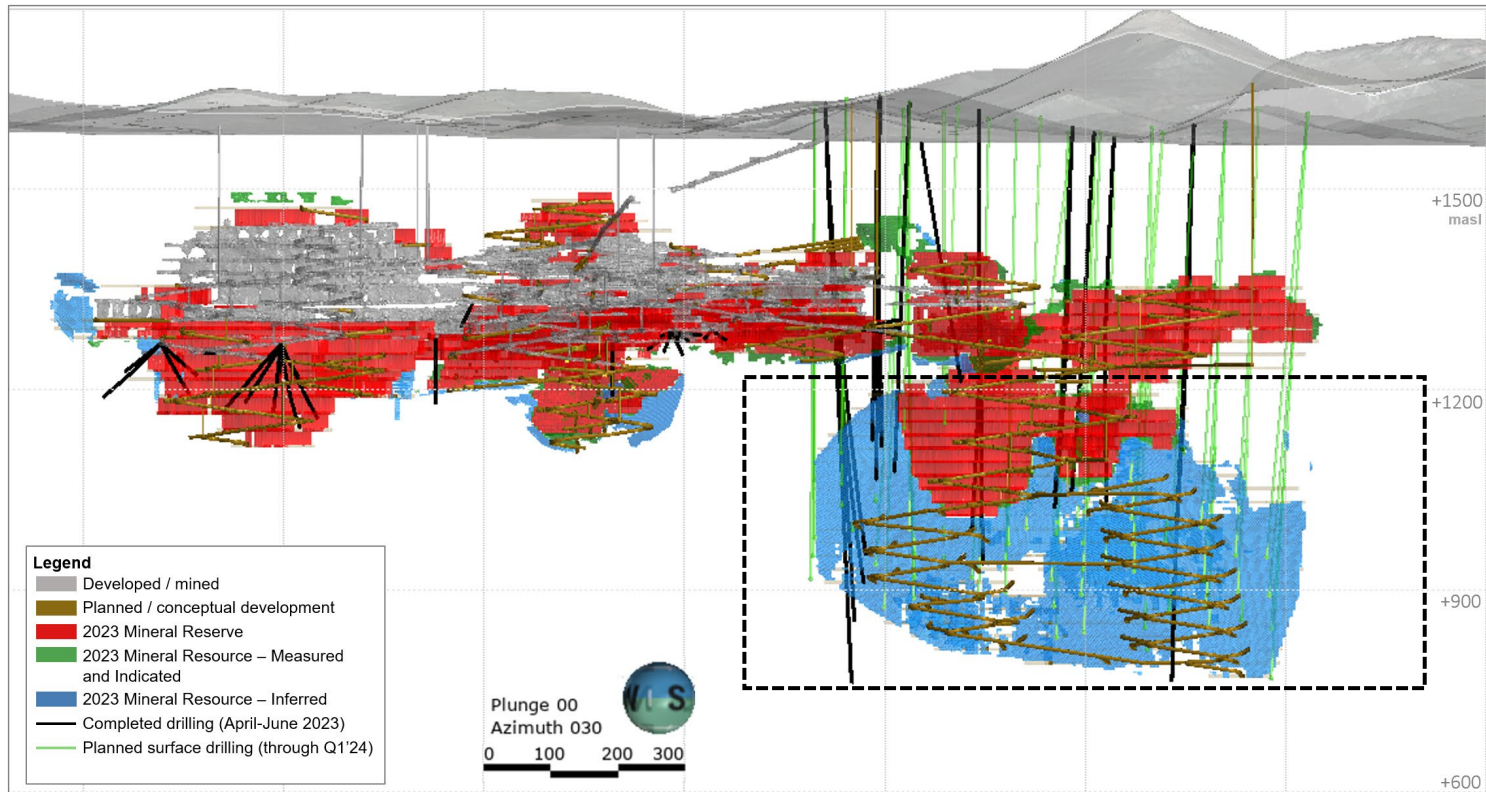 +1500
masl
+1200
+900
+600
Legend
Developed / mined
Planned / conceptual development
2023 Mineral Reserve
2023 Mineral Resource – Measured
and Indicated
2023 Mineral Resource – Inferred
Completed drilling (April-June 2023)
Planned surface drilling (through Q1'24)
Plunge 00
Azimuth 030
W S
0 100 200 300